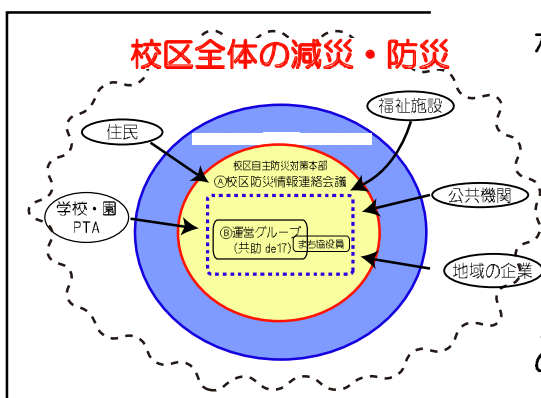 校区全体の減災・防災
福祉施設
住民
校区自主防災対策本部
Ⓐ校区防災情報連絡会議
公共機関
学校・園
PTA
Ⓑ運営グループ
(共助 de17)
まち協役員
地域の企業